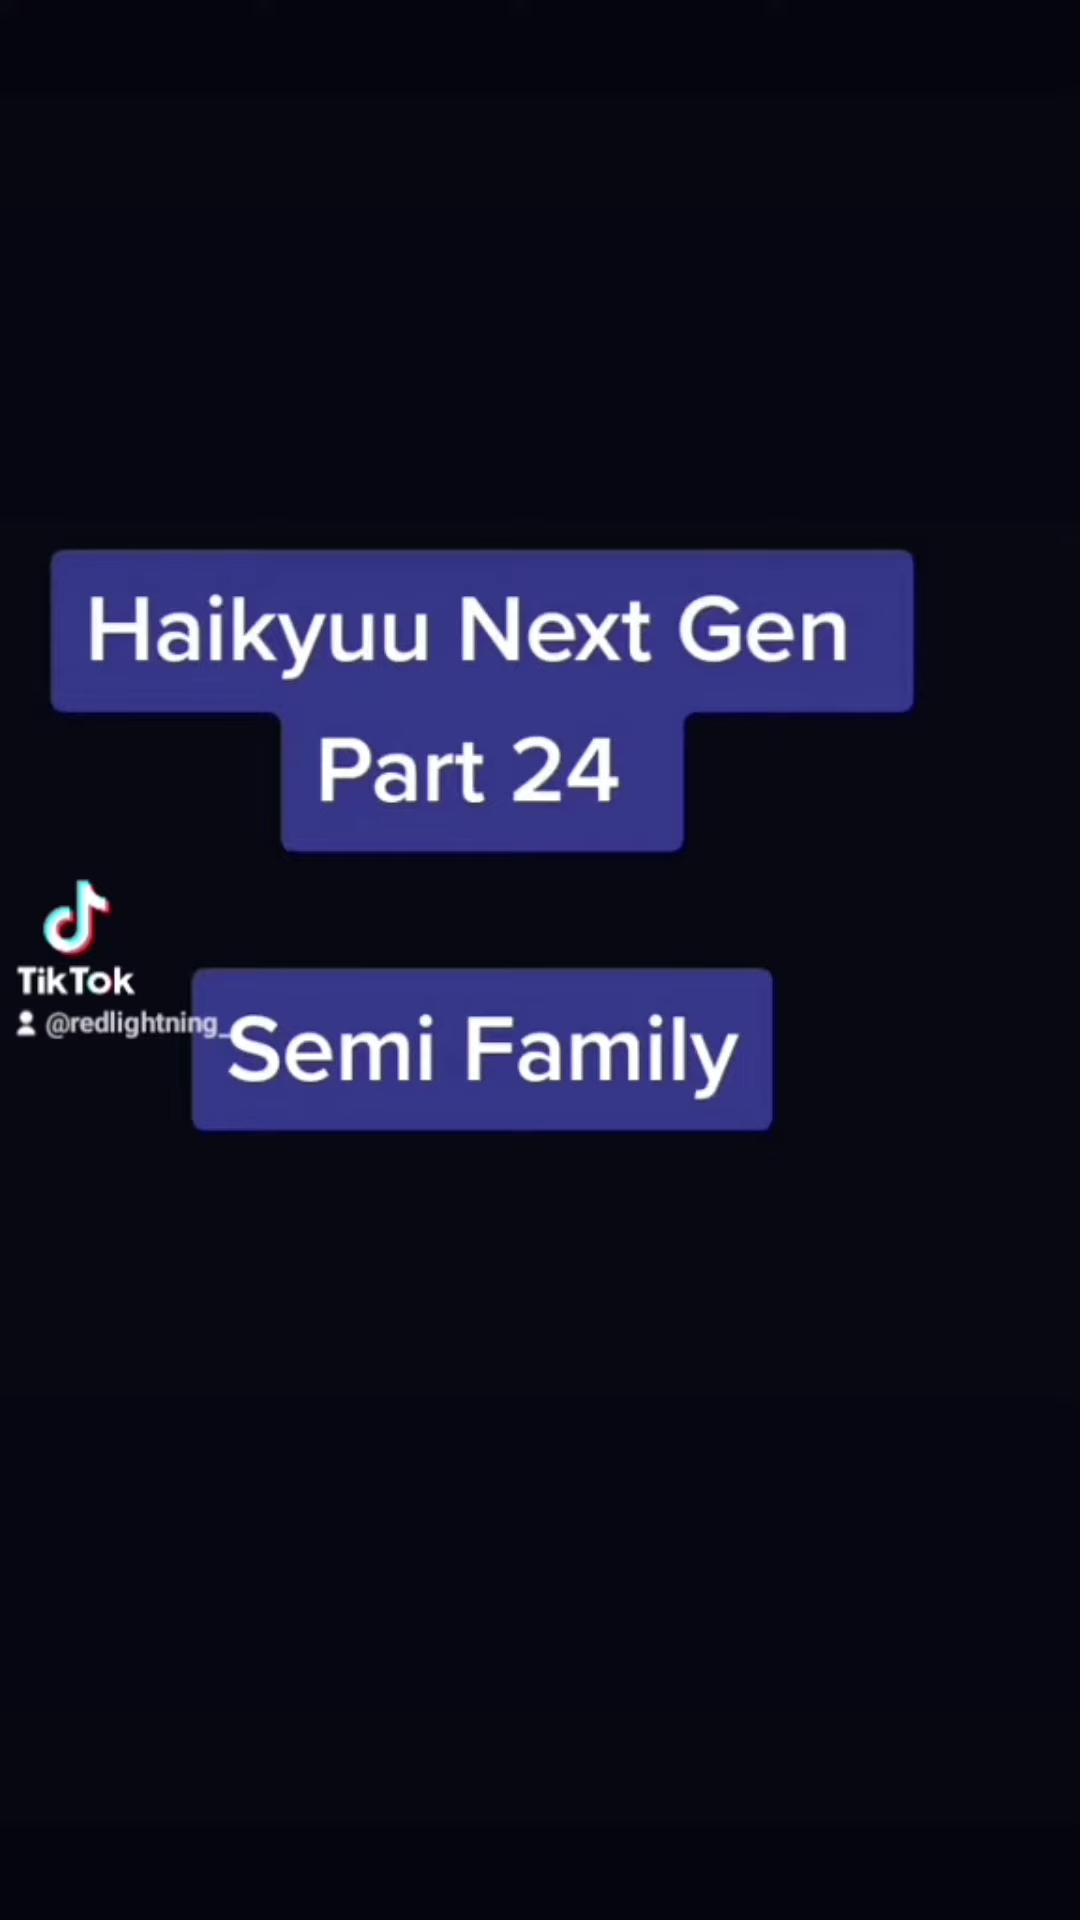 Haikyuu Next Gen
Part 24
TikTok
@redlightning_
Semi Family